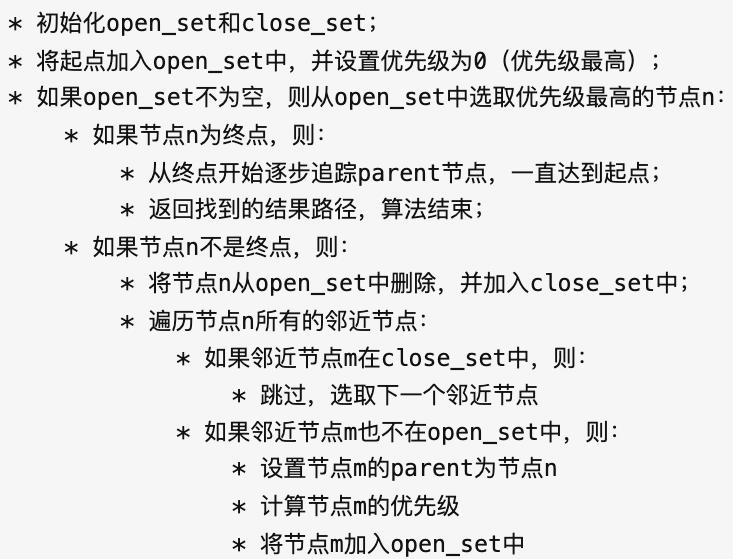 * 初始化open_set和close_set；
* 将起点加入open_set中，并设置优先级为0（优先级最高）；
* 如果open_set不为空，则从open_set中选取优先级最高的节点n：
* 如果节点n为终点，则：
* 从终点开始逐步追踪parent节点，一直达到起点；
* 返回找到的结果路径，算法结束；
* 如果节点n不是终点，则：
* 将节点n从open_set中删除，并加入close_set中；
* 遍历节点n所有的邻近节点：
* 如果邻近节点m在close_set中，则：
* 跳过，选取下一个邻近节点
* 如果邻近节点m也不在open_set中，则：
* 设置节点m的parent为节点n
* 计算节点m的优先级
* 将节点m加入open_set中